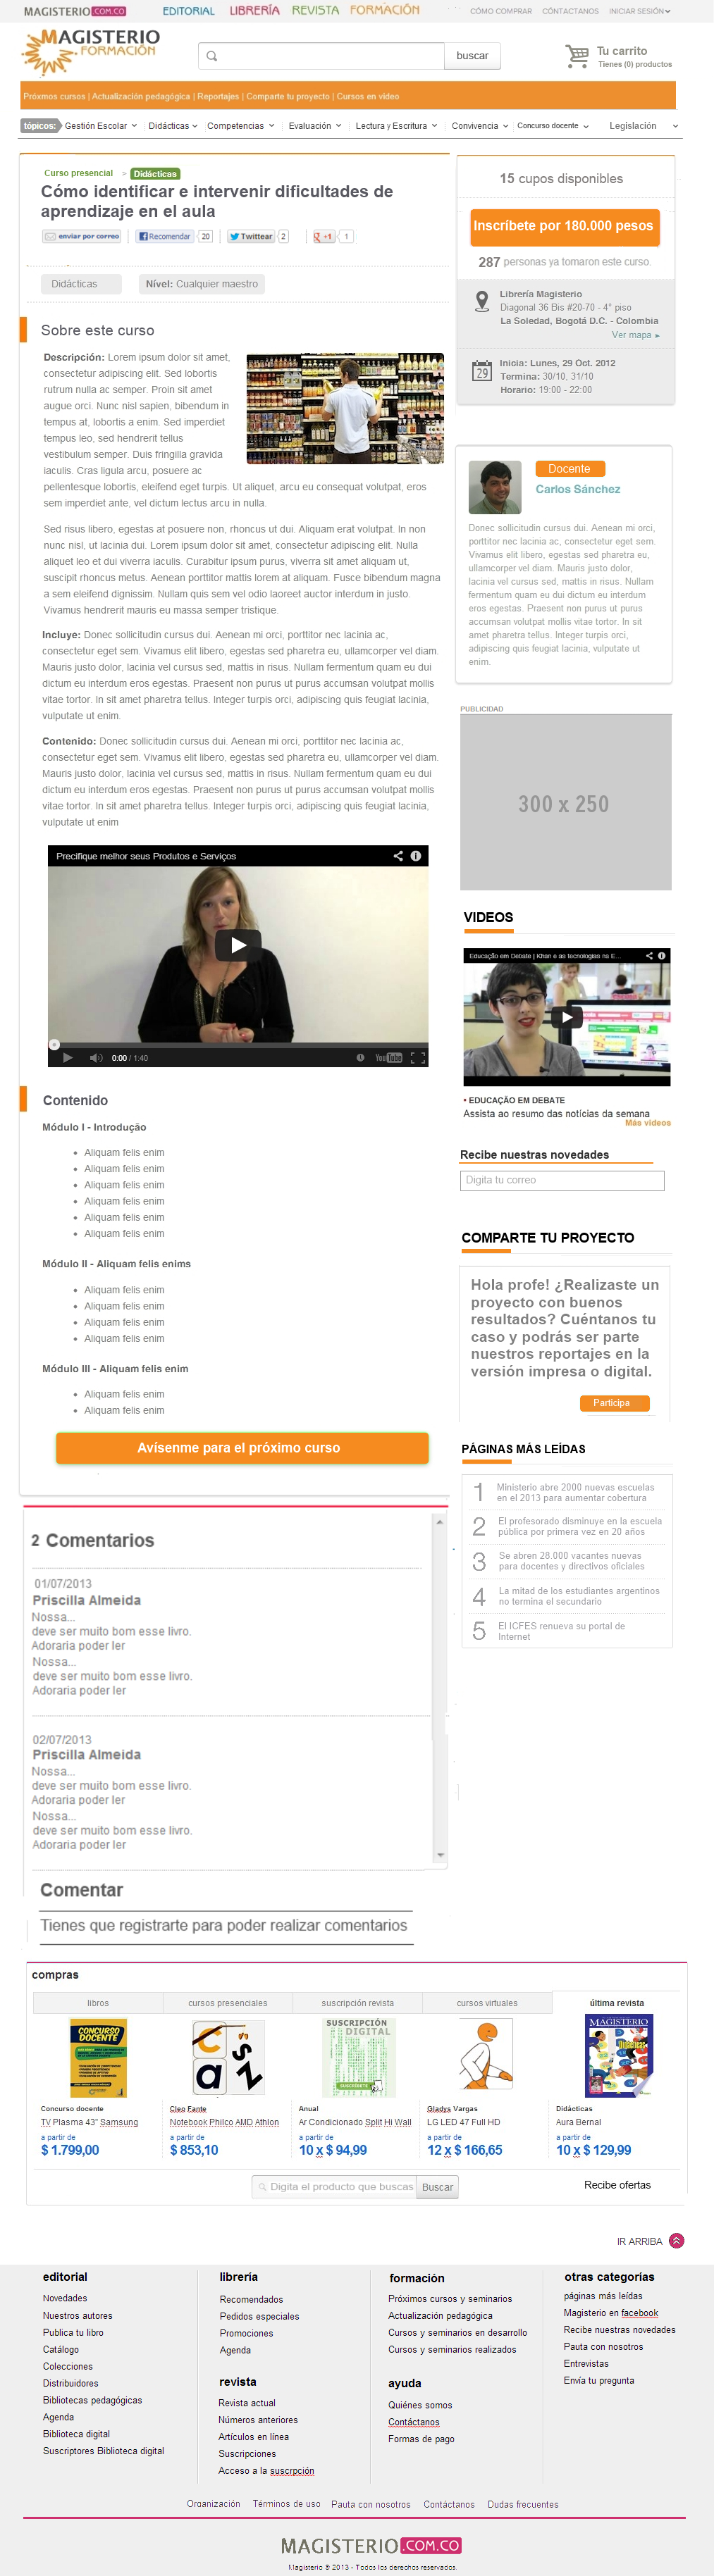 MAGISTERIO.COM.CO
EDITORIAL LIBRERÍA REVISTA FORMACIÓN
CÓMO COMPRAR CÓNTACTANOS INICIAR SESIÓN
MAGISTERIO
FORMACIÓN
buscar
Tu carrito
Tienes (0) productos
Próxmos cursos | Actualización pedagógica | Reportajes | Comparte tu proyecto | Cursos en video
tópicos: Gestión Escolar Didácticas Competencias Evaluación Lectura y Escritura Convivencia Concurso docente Legislación
Curso presencial > Didácticas
Cómo identificar e intervenir dificultades de
aprendizaje en el aula
enviar por correo Recomendar 20 Twittear 2 +1 1
Didácticas Nível: Cualquier maestro
Sobre este curso
Descripción: Lorem ipsum dolor sit amet,
consectetur adipiscing elit. Sed lobortis
rutrum nulla ac semper. Proin sit amet
augue orci. Nunc nisl sapien, bibendum in
tempus at, lobortis a enim. Sed imperdiet
tempus leo, sed hendrerit tellus
vestibulum semper. Duis fringilla gravida
iaculis. Cras ligula arcu, posuere ac
pellentesque lobortis, eleifend eget turpis. Ut aliquet, arcu eu consequat volutpat, eros
sem imperdiet ante, vel dictum lectus arcu in nulla.
Sed risus libero, egestas at posuere non, rhoncus ut dui. Aliquam erat volutpat. In non
nunc nisl, ut lacinia dui. Lorem ipsum dolor sit amet, consectetur adipiscing elit. Nulla
aliquet leo et dui viverra iaculis. Curabitur ipsum purus, viverra sit amet aliquam ut,
suscipit rhoncus metus. Aenean porttitor mattis lorem at aliquam. Fusce bibendum magna
a sem eleifend dignissim. Nullam quis sem vel odio laoreet auctor interdum in justo.
Vivamus hendrerit mauris eu massa semper tristique.
Incluye: Donec sollicitudin cursus dui. Aenean mi orci, porttitor nec lacinia ac,
consectetur eget sem. Vivamus elit libero, egestas sed pharetra eu, ullamcorper vel diam.
Mauris justo dolor, lacinia vel cursus sed, mattis in risus. Nullam fermentum quam eu dui
dictum eu interdum eros egestas. Praesent non purus ut purus accumsan volutpat mollis
vitae tortor. In sit amet pharetra tellus. Integer turpis orci, adipiscing quis feugiat lacinia,
vulputate ut enim.
Contenido: Donec sollicitudin cursus dui. Aenean mi orci, porttitor nec lacinia ac,
consectetur eget sem. Vivamus elit libero, egestas sed pharetra eu, ullamcorper vel diam.
Mauris justo dolor, lacinia vel cursus sed, mattis in risus. Nullam fermentum quam eu dui
dictum eu interdum eros egestas. Praesent non purus ut purus accumsan volutpat mollis
vitae tortor. In sit amet pharetra tellus. Integer turpis orci, adipiscing quis feugiat lacinia,
vulputate ut enim
Precifique melhor seus Produtos e Serviços
0:00 / 1:40 YouTube
Contenido
Módulo I - Introdução
Aliquam felis enim
Aliquam felis enim
Aliquam felis enim
Aliquam felis enim
Aliquam felis enim
Aliquam felis enim
Módulo II - Aliquam felis enims
Aliquam felis enim
Aliquam felis enim
Aliquam felis enim
Aliquam felis enim
Módulo III - Aliquam felis enim
Aliquam felis enim
Aliquam felis enim
Avísenme para el próximo curso
15 cupos disponibles
Inscríbete por 180.000 pesos
287 personas ya tomaron este curso.
Librería Magisterio
Diagonal 36 Bis #20-70 - 4° piso
La Soledad, Bogotá D.C. - Colombia
Ver mapa
29
Inicia: Lunes, 29 Oct. 2012
Termina: 30/10, 31/10
Horario: 19:00 - 22:00
Docente
Carlos Sánchez
Donec sollicitudin cursus dui. Aenean mi orci,
porttitor nec lacinia ac, consectetur eget sem.
Vivamus elit libero, egestas sed pharetra eu,
ullamcorper vel diam. Mauris justo dolor,
lacinia vel cursus sed, mattis in risus. Nullam
fermentum quam eu dui dictum eu interdum
eros egestas. Praesent non purus ut purus
accumsan volutpat mollis vitae tortor. In sit
amet pharetra tellus. Integer turpis orci,
adipiscing quis feugiat lacinia, vulputate ut
enim.
PUBLICIDAD
300 x 250
VIDEOS
Educação em Debate | Khan e as tecnologias na E...
• EDUCAÇÃO EM DEBATE
Assista ao resumo das notícias da semana
Más videos
Recibe nuestras novedades
Digita tu correo
COMPARTE TU PROYECTO
Hola profe! ¿Realizaste un
proyecto con buenos
resultados? Cuéntanos tu
caso y podrás ser parte
nuestros reportajes en la
versión impresa o digital.
Participa
PÁGINAS MÁS LEÍDAS
1 Ministerio abre 2000 nuevas escuelas
en el 2013 para aumentar cobertura
2 El profesorado disminuye en la escuela
pública por primera vez en 20 años
3 Se abren 28.000 vacantes nuevas
para docentes y directivos oficiales
4 La mitad de los estudiantes argentinos
no termina el secundario
5 El ICFES renueva su portal de
Internet
2 Comentarios
01/07/2013
Priscilla Almeida
Nossa...
deve ser muito bom esse livro.
Adoraria poder ler
Nossa...
deve ser muito bom esse livro.
Adoraria poder ler
02/07/2013
Priscilla Almeida
Nossa...
deve ser muito bom esse livro.
Adoraria poder ler
Nossa...
deve ser muito bom esse livro.
Adoraria poder ler
Comentar
Tienes que registrarte para poder realizar comentarios
compras
libros cursos presenciales suscripción revista cursos virtuales última revista
CONCURSO
DOCENTE
SUSCRIPCIÓN
DIGITAL
SUSCRÍBETE
MAGISTERIO
Didácticas
Concurso docente Cleo Fante Anual Gladys Vargas Didácticas
TV Plasma 43" Samsung Notebook Philco AMD Athlon Ar Condicionado Split Hi Wall LG LED 47 Full HD Aura Bernal
a partir de a partir de a partir de a partir de a partir de
$ 1.799,00 $ 853,10 10 x $ 94,99 12 x $ 166,65 10 x $ 129,99
Digita el producto que buscas Buscar Recibe ofertas
IR ARRIBA
editorial
Novedades
Nuestros autores
Publica tu libro
Catálogo
Colecciones
Distribuidores
Bibliotecas pedagógicas
Agenda
Biblioteca digital
Suscriptores Biblioteca digital
librería
Recomendados
Pedidos especiales
Promociones
Agenda
revista
Revista actual
Números anteriores
Artículos en línea
Suscripciones
Acceso a la suscrpción
formación
Próximos cursos y seminarios
Actualización pedagógica
Cursos y seminarios en desarrollo
Cursos y seminarios realizados
ayuda
Quiénes somos
Contáctanos
Formas de pago
otras categorías
páginas más leídas
Magisterio en facebook
Recibe nuestras novedades
Pauta con nosotros
Entrevistas
Envía tu pregunta
Organización Términos de uso Pauta con nosotros Contáctanos Dudas frecuentes
MAGISTERIO.COM.CO
Magisterio © 2013 - Todos los derechos reservados.